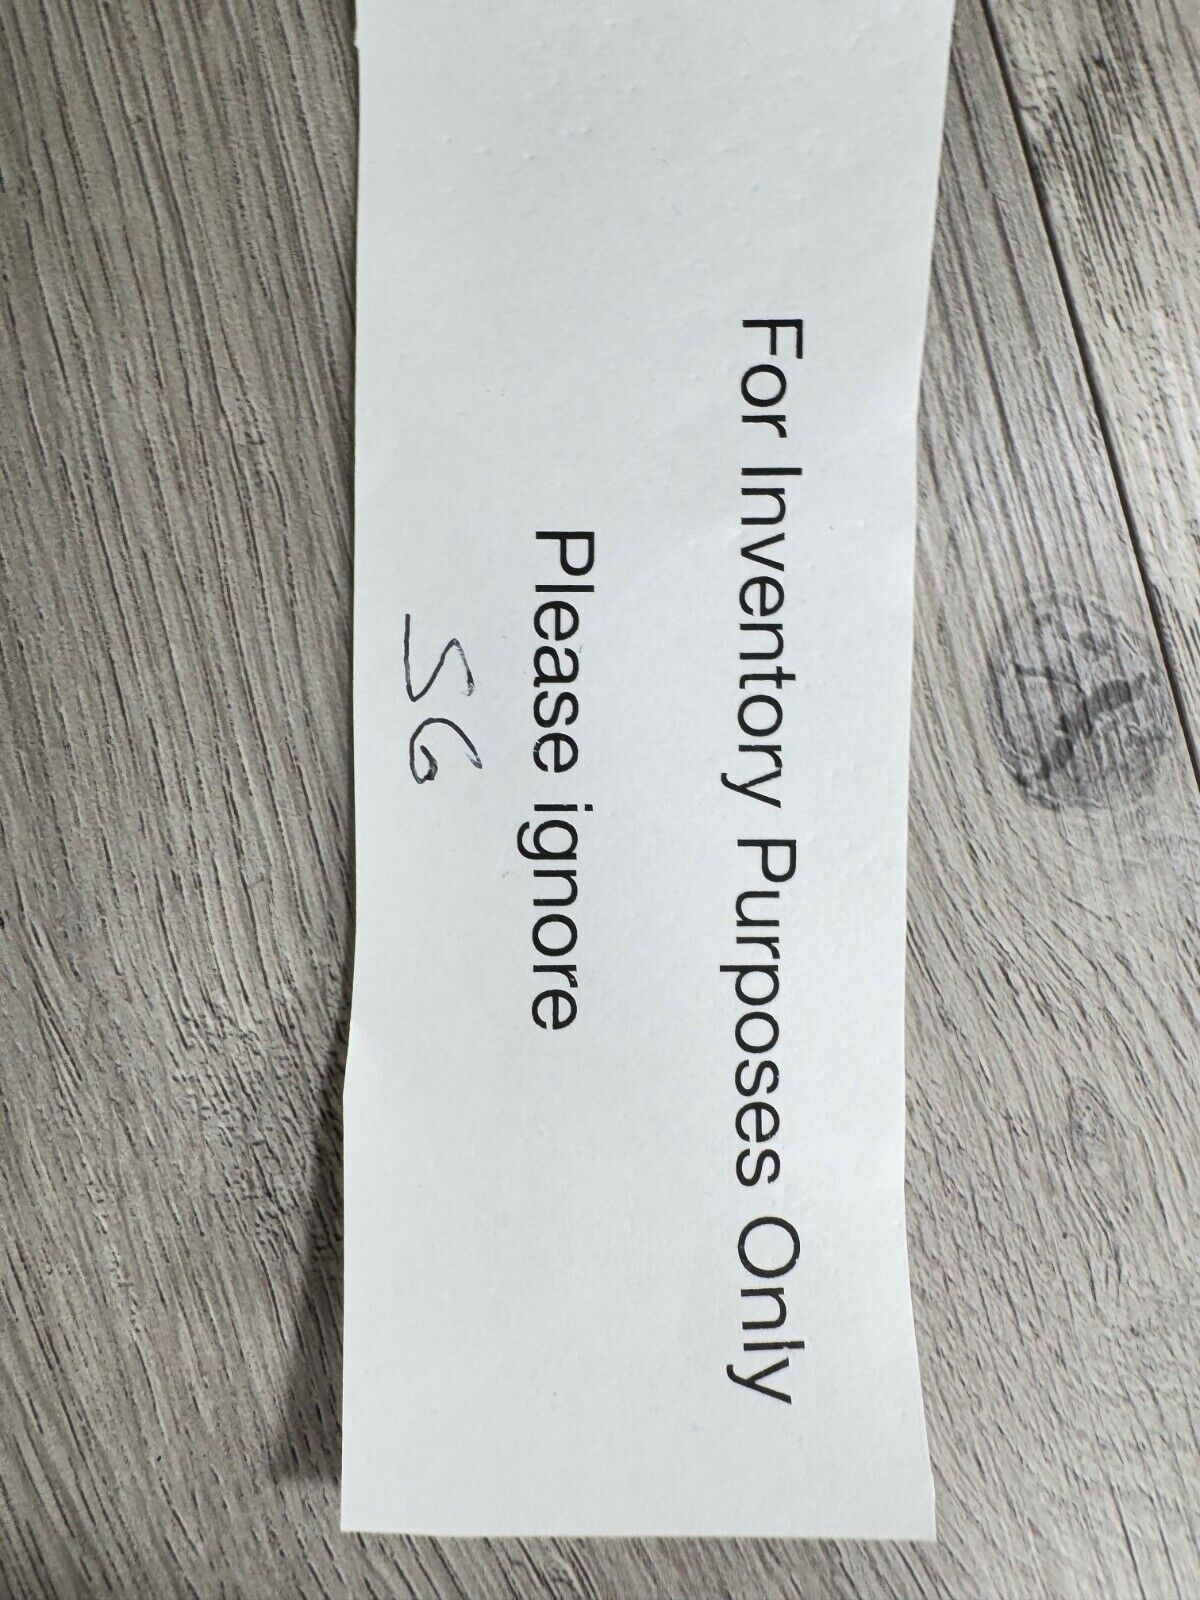 For Inventory Purposes Only
Please ignore
SG